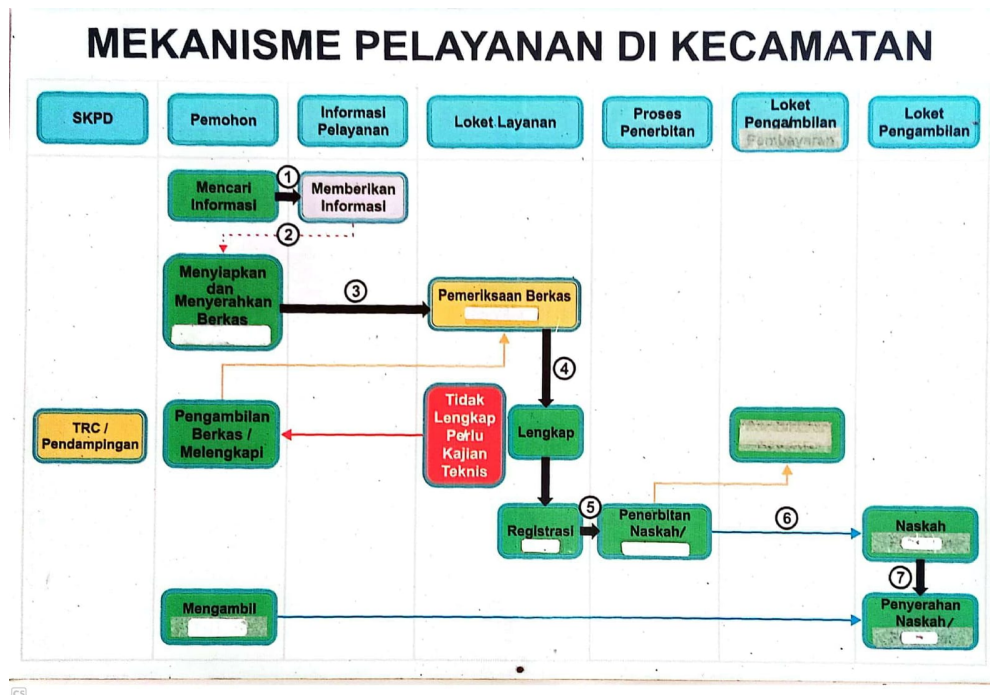 MEKANISME PELAYANAN DI KECAMATAN
SKPD
Pemohon
Informasi
Pelayanan
Loket Layanan
Proses
Penerbitan
Loket
Pengambilan
Pembayaran
Loket
Pengambilan
Mencari
Informasi
1
Memberikan
Informasi
2
Menyiapkan
dan
Menyerahkan
Berkas
3
Pemeriksaan Berkas
4
TRC /
Pendampingan
Pengambilan
Berkas /
Melengkapi
Tidak
Lengkap
Perlu
Kajian
Teknis
Lengkap
Registrasi
5
Penerbitan
Naskah/
6
Naskah
7
Mengambil
Penyerahan
Naskah/
CS